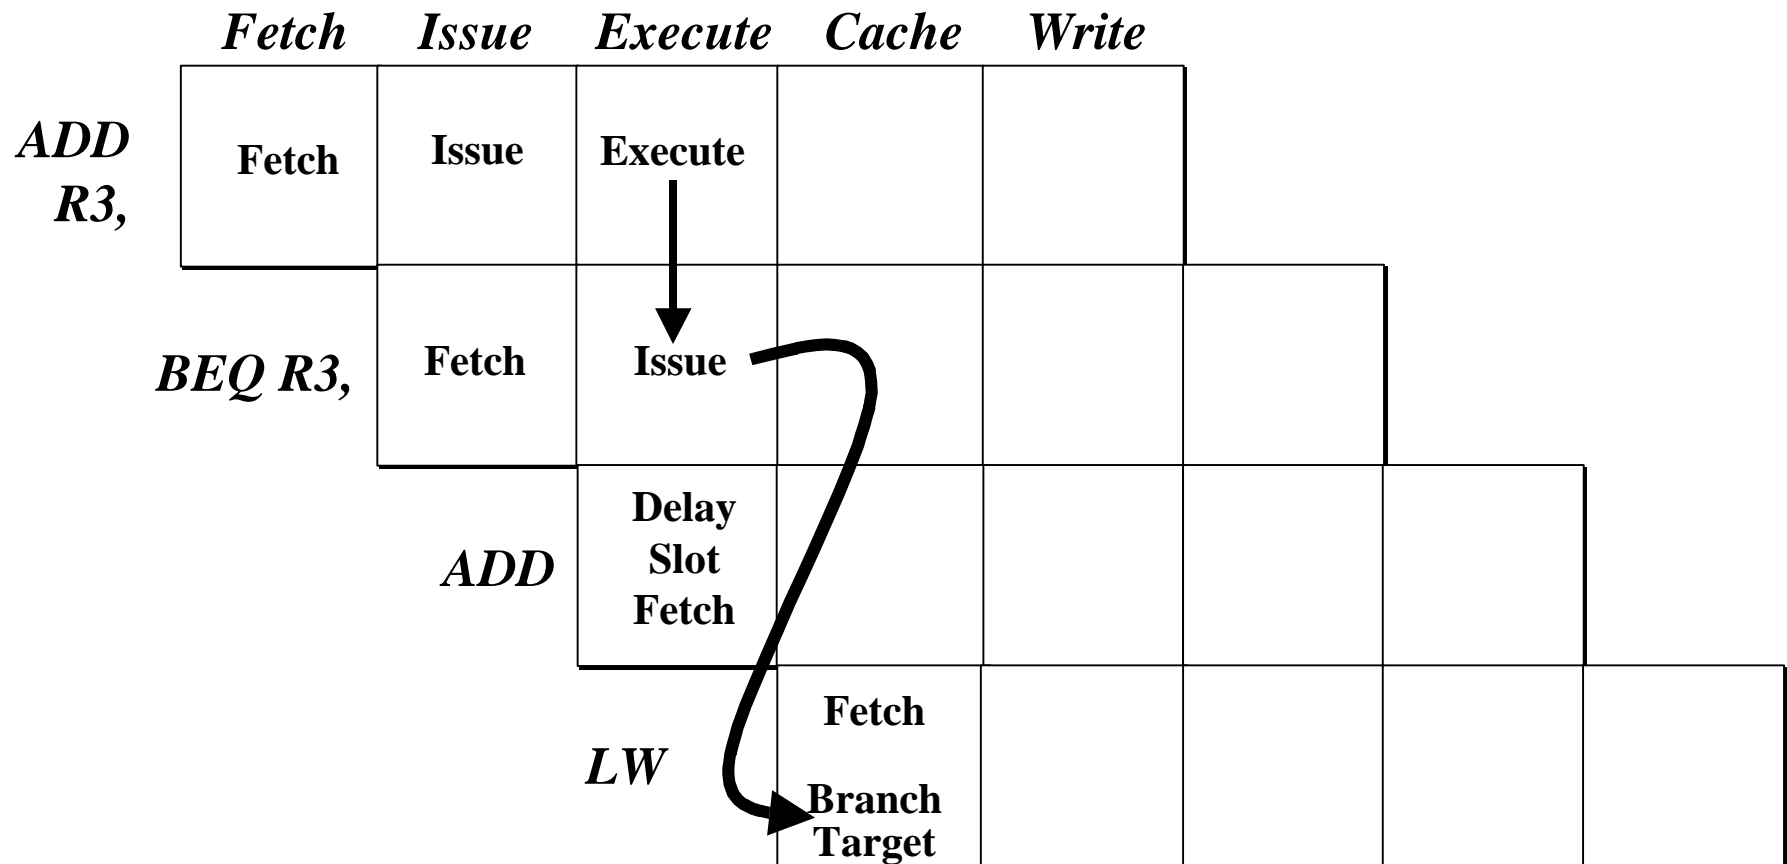 Fetch Issue Execute Cache Write
ADD
R3,
Fetch Issue Execute
BEQ R3,
Fetch Issue
ADD
Delay
Slot
Fetch
LW
Fetch
Branch
Target